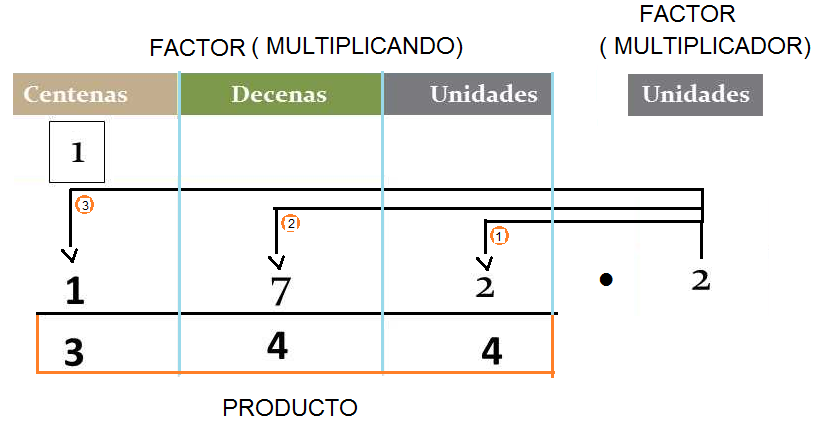 FACTOR ( MULTIPLICANDO)
FACTOR
( MULTIPLICADOR)
Centenas Decenas Unidades Unidades
1
3 2 1
1 7 2 • 2
3 4 4
PRODUCTO